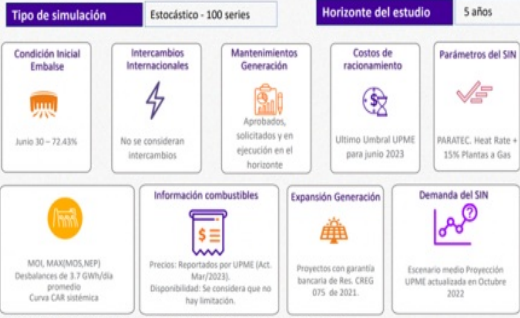 Tipo de simulación
Estocástico - 100 series
Horizonte del estudio
5 años
Condición Inicial
Embalse
Junio 30 – 72.43%
Intercambios
Internacionales
No se consideran
intercambios
Mantenimientos
Generación
Aprobados,
solicitados y en
ejecución en el
horizonte
Costos de
racionamiento
Ultimo Umbral UPME
para junio 2023
Parámetros del SIN
PARATEC. Heat Rate +
15% Plantas a Gas
MOI, MAX(MOS,NEP)
Desbalances de 3.7 GWh/día
promedio
Curva CAR sistémica
Información combustibles
Precios: Reportados por UPME (Act.
Mar/2023).
Disponibilidad: Se considera que no
hay limitación.
Expansión Generación
Proyectos con garantía
bancaria de Res. CREG
075 de 2021.
Demanda del SIN
Escenario medio Proyección
UPME actualizada en Octubre
2022